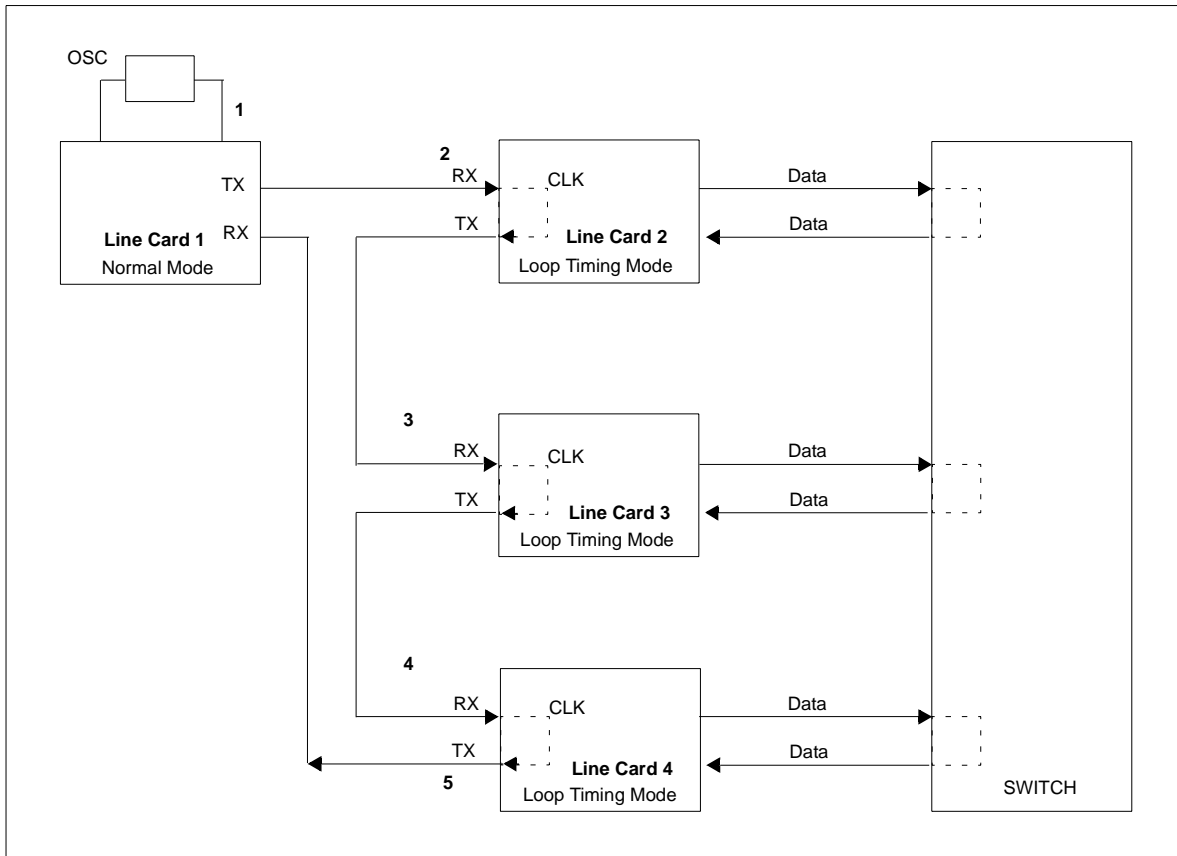 OSC
1
TX
RX
Line Card 1
Normal Mode
2
RX
CLK
TX
Line Card 2
Loop Timing Mode
Data
Data
3
RX
CLK
TX
Line Card 3
Loop Timing Mode
Data
Data
4
RX
CLK
TX
5
Line Card 4
Loop Timing Mode
Data
Data
SWITCH